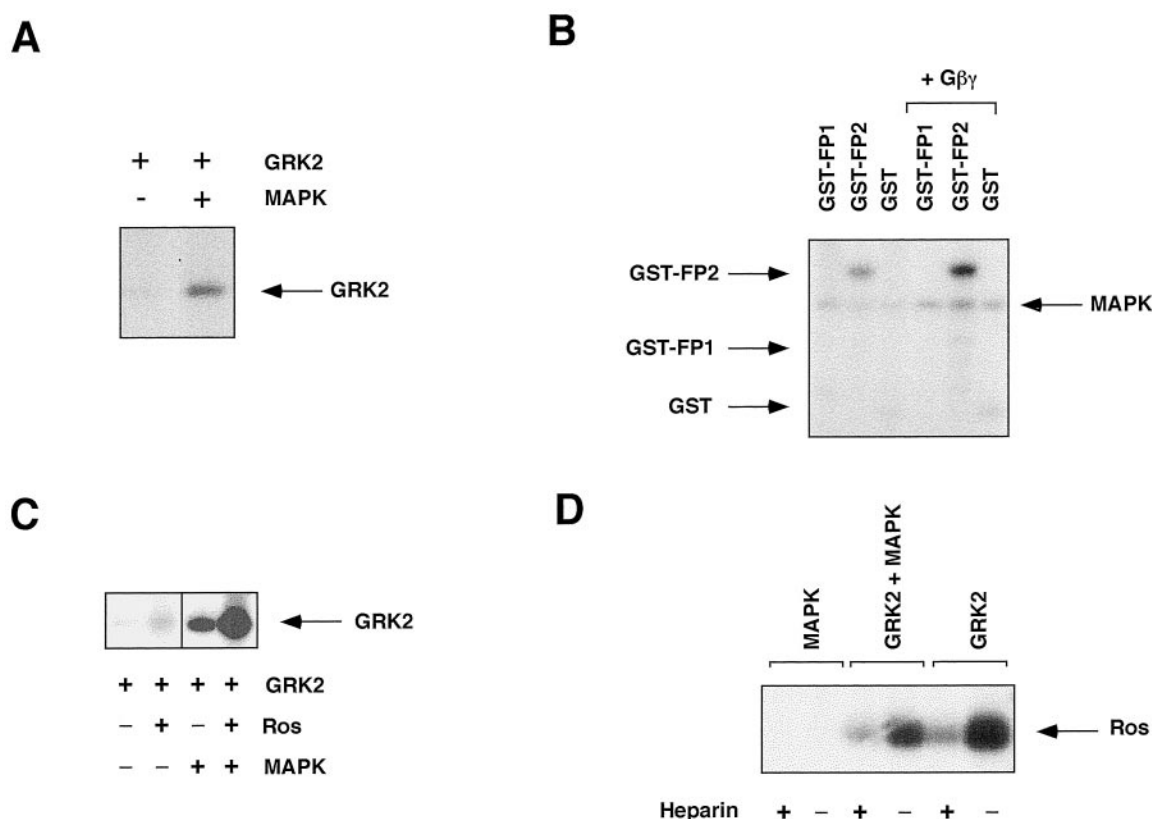 A
+ + GRK2
- + MAPK
GRK2
B
+ Gβγ
GST-FP1 GST-FP2 GST GST-FP1 GST-FP2 GST
GST-FP2
MAPK
GST-FP1
GST
C
GRK2
+ + + + GRK2
– + – + Ros
– – + + MAPK
D
MAPK GRK2 + MAPK GRK2
Ros
Heparin + – + – + –